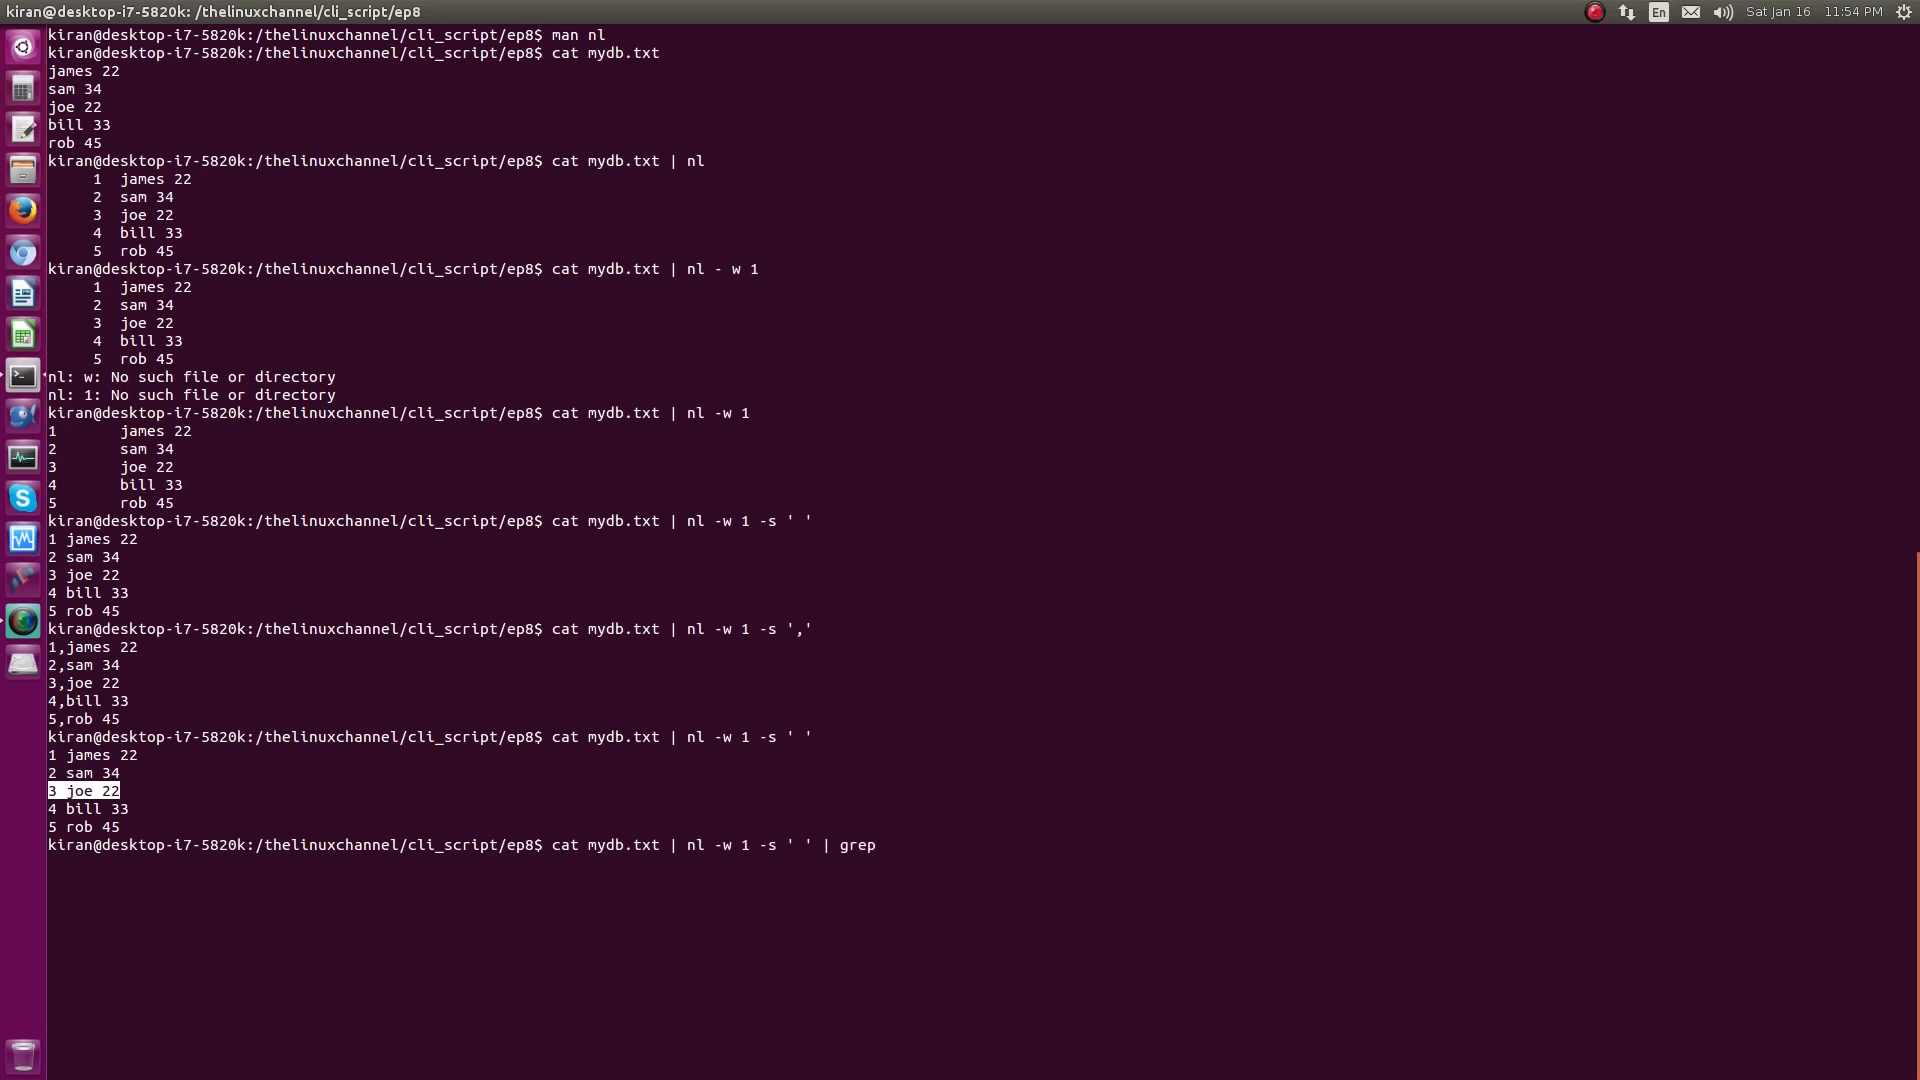 kiran@desktop-i7-5820k: /thelinuxchannel/cli_script/ep8 En Sat Jan 16 11:54 PM
kiran@desktop-i7-5820k:/thelinuxchannel/cli_script/ep8$ man nl
kiran@desktop-i7-5820k:/thelinuxchannel/cli_script/ep8$ cat mydb.txt
james 22
sam 34
joe 22
bill 33
rob 45
kiran@desktop-i7-5820k:/thelinuxchannel/cli_script/ep8$ cat mydb.txt | nl
     1  james 22
     2  sam 34
     3  joe 22
     4  bill 33
     5  rob 45
kiran@desktop-i7-5820k:/thelinuxchannel/cli_script/ep8$ cat mydb.txt | nl - w 1
     1  james 22
     2  sam 34
     3  joe 22
     4  bill 33
     5  rob 45
nl: w: No such file or directory
nl: 1: No such file or directory
kiran@desktop-i7-5820k:/thelinuxchannel/cli_script/ep8$ cat mydb.txt | nl -w 1
1       james 22
2       sam 34
3       joe 22
4       bill 33
5       rob 45
kiran@desktop-i7-5820k:/thelinuxchannel/cli_script/ep8$ cat mydb.txt | nl -w 1 -s ' '
1 james 22
2 sam 34
3 joe 22
4 bill 33
5 rob 45
kiran@desktop-i7-5820k:/thelinuxchannel/cli_script/ep8$ cat mydb.txt | nl -w 1 -s ','
1,james 22
2,sam 34
3,joe 22
4,bill 33
5,rob 45
kiran@desktop-i7-5820k:/thelinuxchannel/cli_script/ep8$ cat mydb.txt | nl -w 1 -s ' '
1 james 22
2 sam 34
3 joe 22
4 bill 33
5 rob 45
kiran@desktop-i7-5820k:/thelinuxchannel/cli_script/ep8$ cat mydb.txt | nl -w 1 -s ' ' | grep